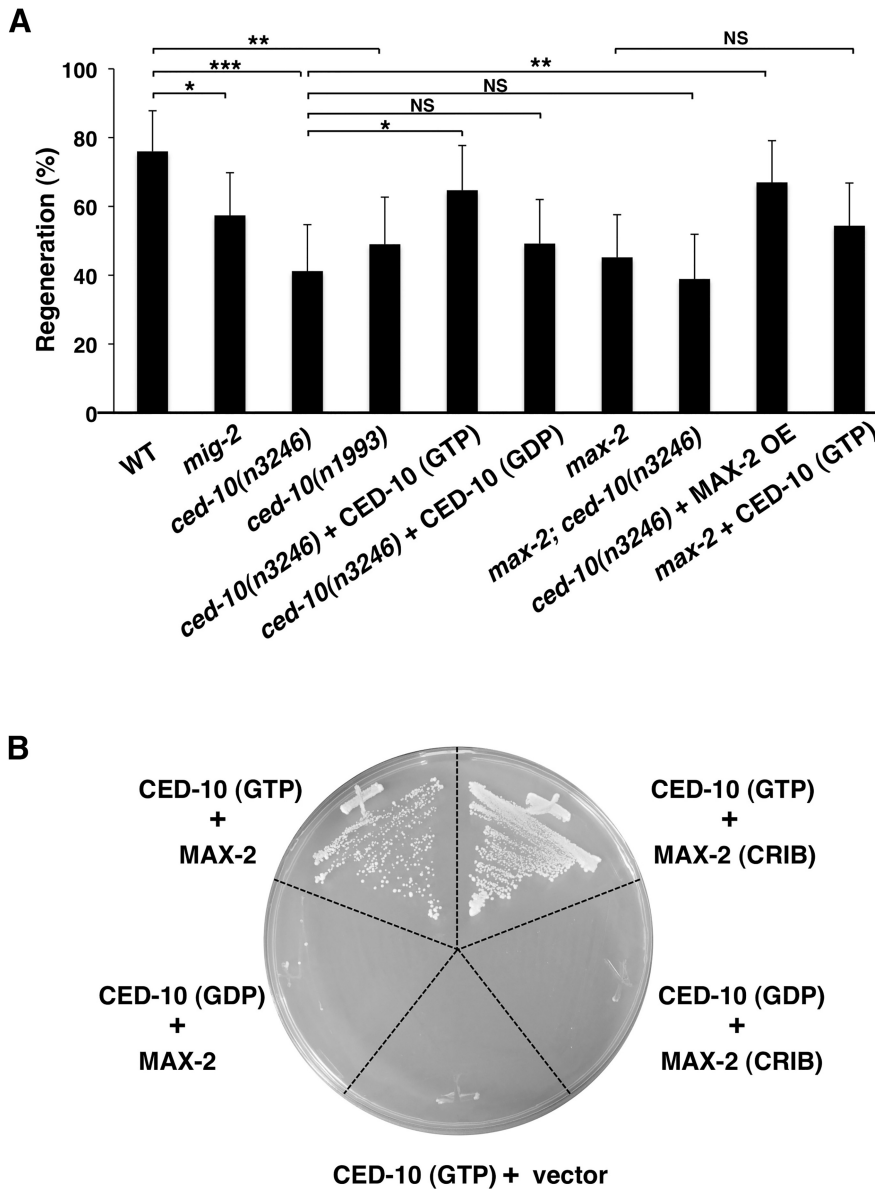 A
NS
**
***
**
NS
*
NS
*
100
80
60
40
20
0
Regeneration (%)
WT
mig-2
ced-10(n3246)
ced-10(n1993)
ced-10(n3246) + CED-10 (GTP)
ced-10(n3246) + CED-10 (GDP)
max-2
max-2; ced-10(n3246)
ced-10(n3246) + MAX-2 OE
max-2 + CED-10 (GTP)
B
CED-10 (GTP)
+
MAX-2
CED-10 (GTP)
+
MAX-2 (CRIB)
CED-10 (GDP)
+
MAX-2
CED-10 (GDP)
+
MAX-2 (CRIB)
CED-10 (GTP) + vector